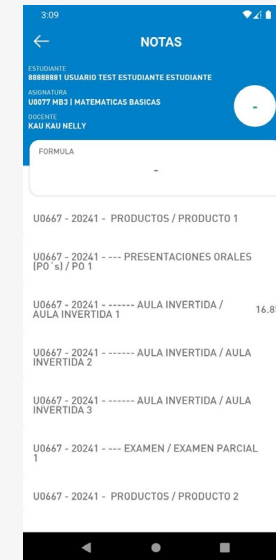 3:09
NOTAS
ESTUDIANTE
88888881 USUARIO TEST ESTUDIANTE ESTUDIANTE
ASIGNATURA
U0077 MB3 | MATEMATICAS BASICAS
-
DOCENTE
KAU KAU NELLY
FORMULA
-
U0667 - 20241 - PRODUCTOS / PRODUCTO 1
U0667 - 20241 - --- PRESENTACIONES ORALES
(PO´s) / PO 1
U0667 - 20241 - ------ AULA INVERTIDA /
AULA INVERTIDA 1
U0667 - 20241 - ------ AULA INVERTIDA / AULA
INVERTIDA 2
U0667 - 20241 - ------ AULA INVERTIDA / AULA
INVERTIDA 3
U0667 - 20241 - --- EXAMEN / EXAMEN PARCIAL
1
U0667 - 20241 - PRODUCTOS / PRODUCTO 2